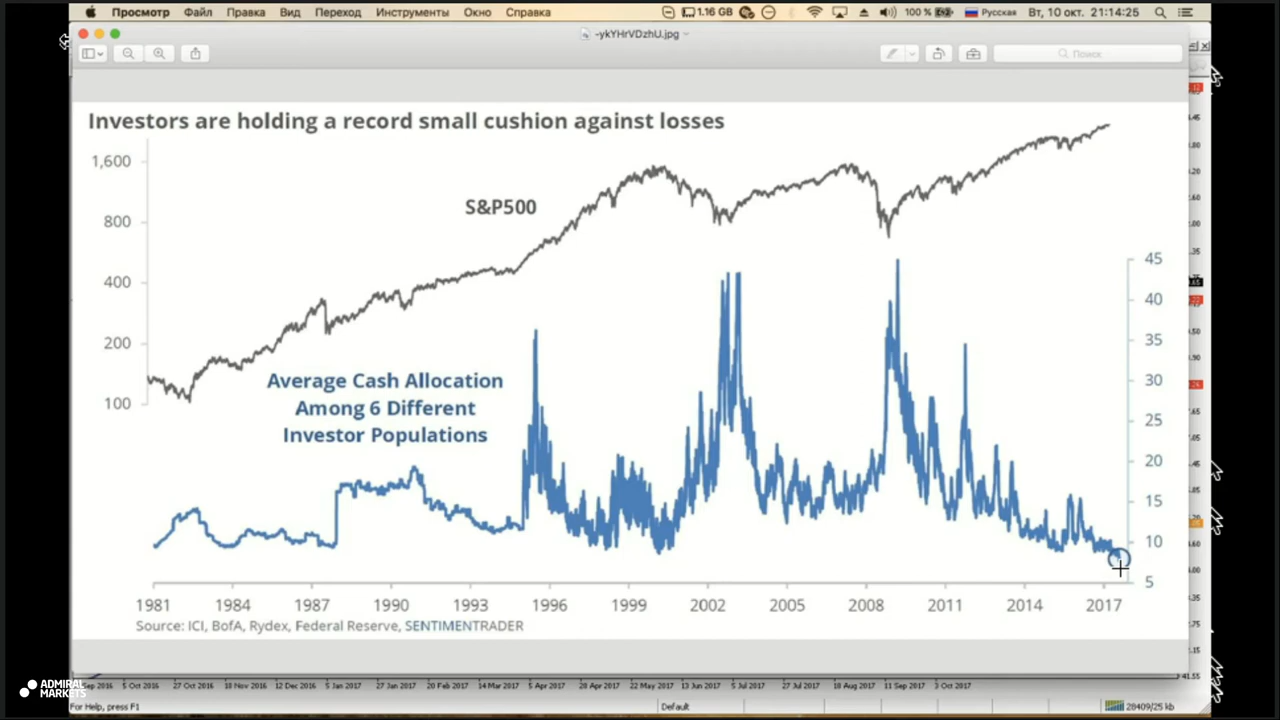 Просмотр Файл Правка Вид Переход Инструменты Окно Справка 1.16 GB 100 % Русская Вт, 10 окт. 21:14:25
-ykYHrVDzhU.jpg
Поиск
Investors are holding a record small cushion against losses
1,600
800
400
200
100
S&P500
45
40
35
30
25
20
15
10
5
Average Cash Allocation
Among 6 Different
Investor Populations
1981 1984 1987 1990 1993 1996 1999 2002 2005 2008 2011 2014 2017
Source: ICI, BofA, Rydex, Federal Reserve, SENTIMENTRADER
ADMIRAL
MARKETS
Sep 2016 5 Oct 2016 27 Oct 2016 18 Nov 2016 12 Dec 2016 5 Jan 2017 27 Jan 2017 20 Feb 2017 14 Mar 2017 5 Apr 2017 28 Apr 2017 22 May 2017 13 Jun 2017 5 Jul 2017 27 Jul 2017 18 Aug 2017 11 Sep 2017 3 Oct 2017
For Help, press F1 Default 28409/25 kb